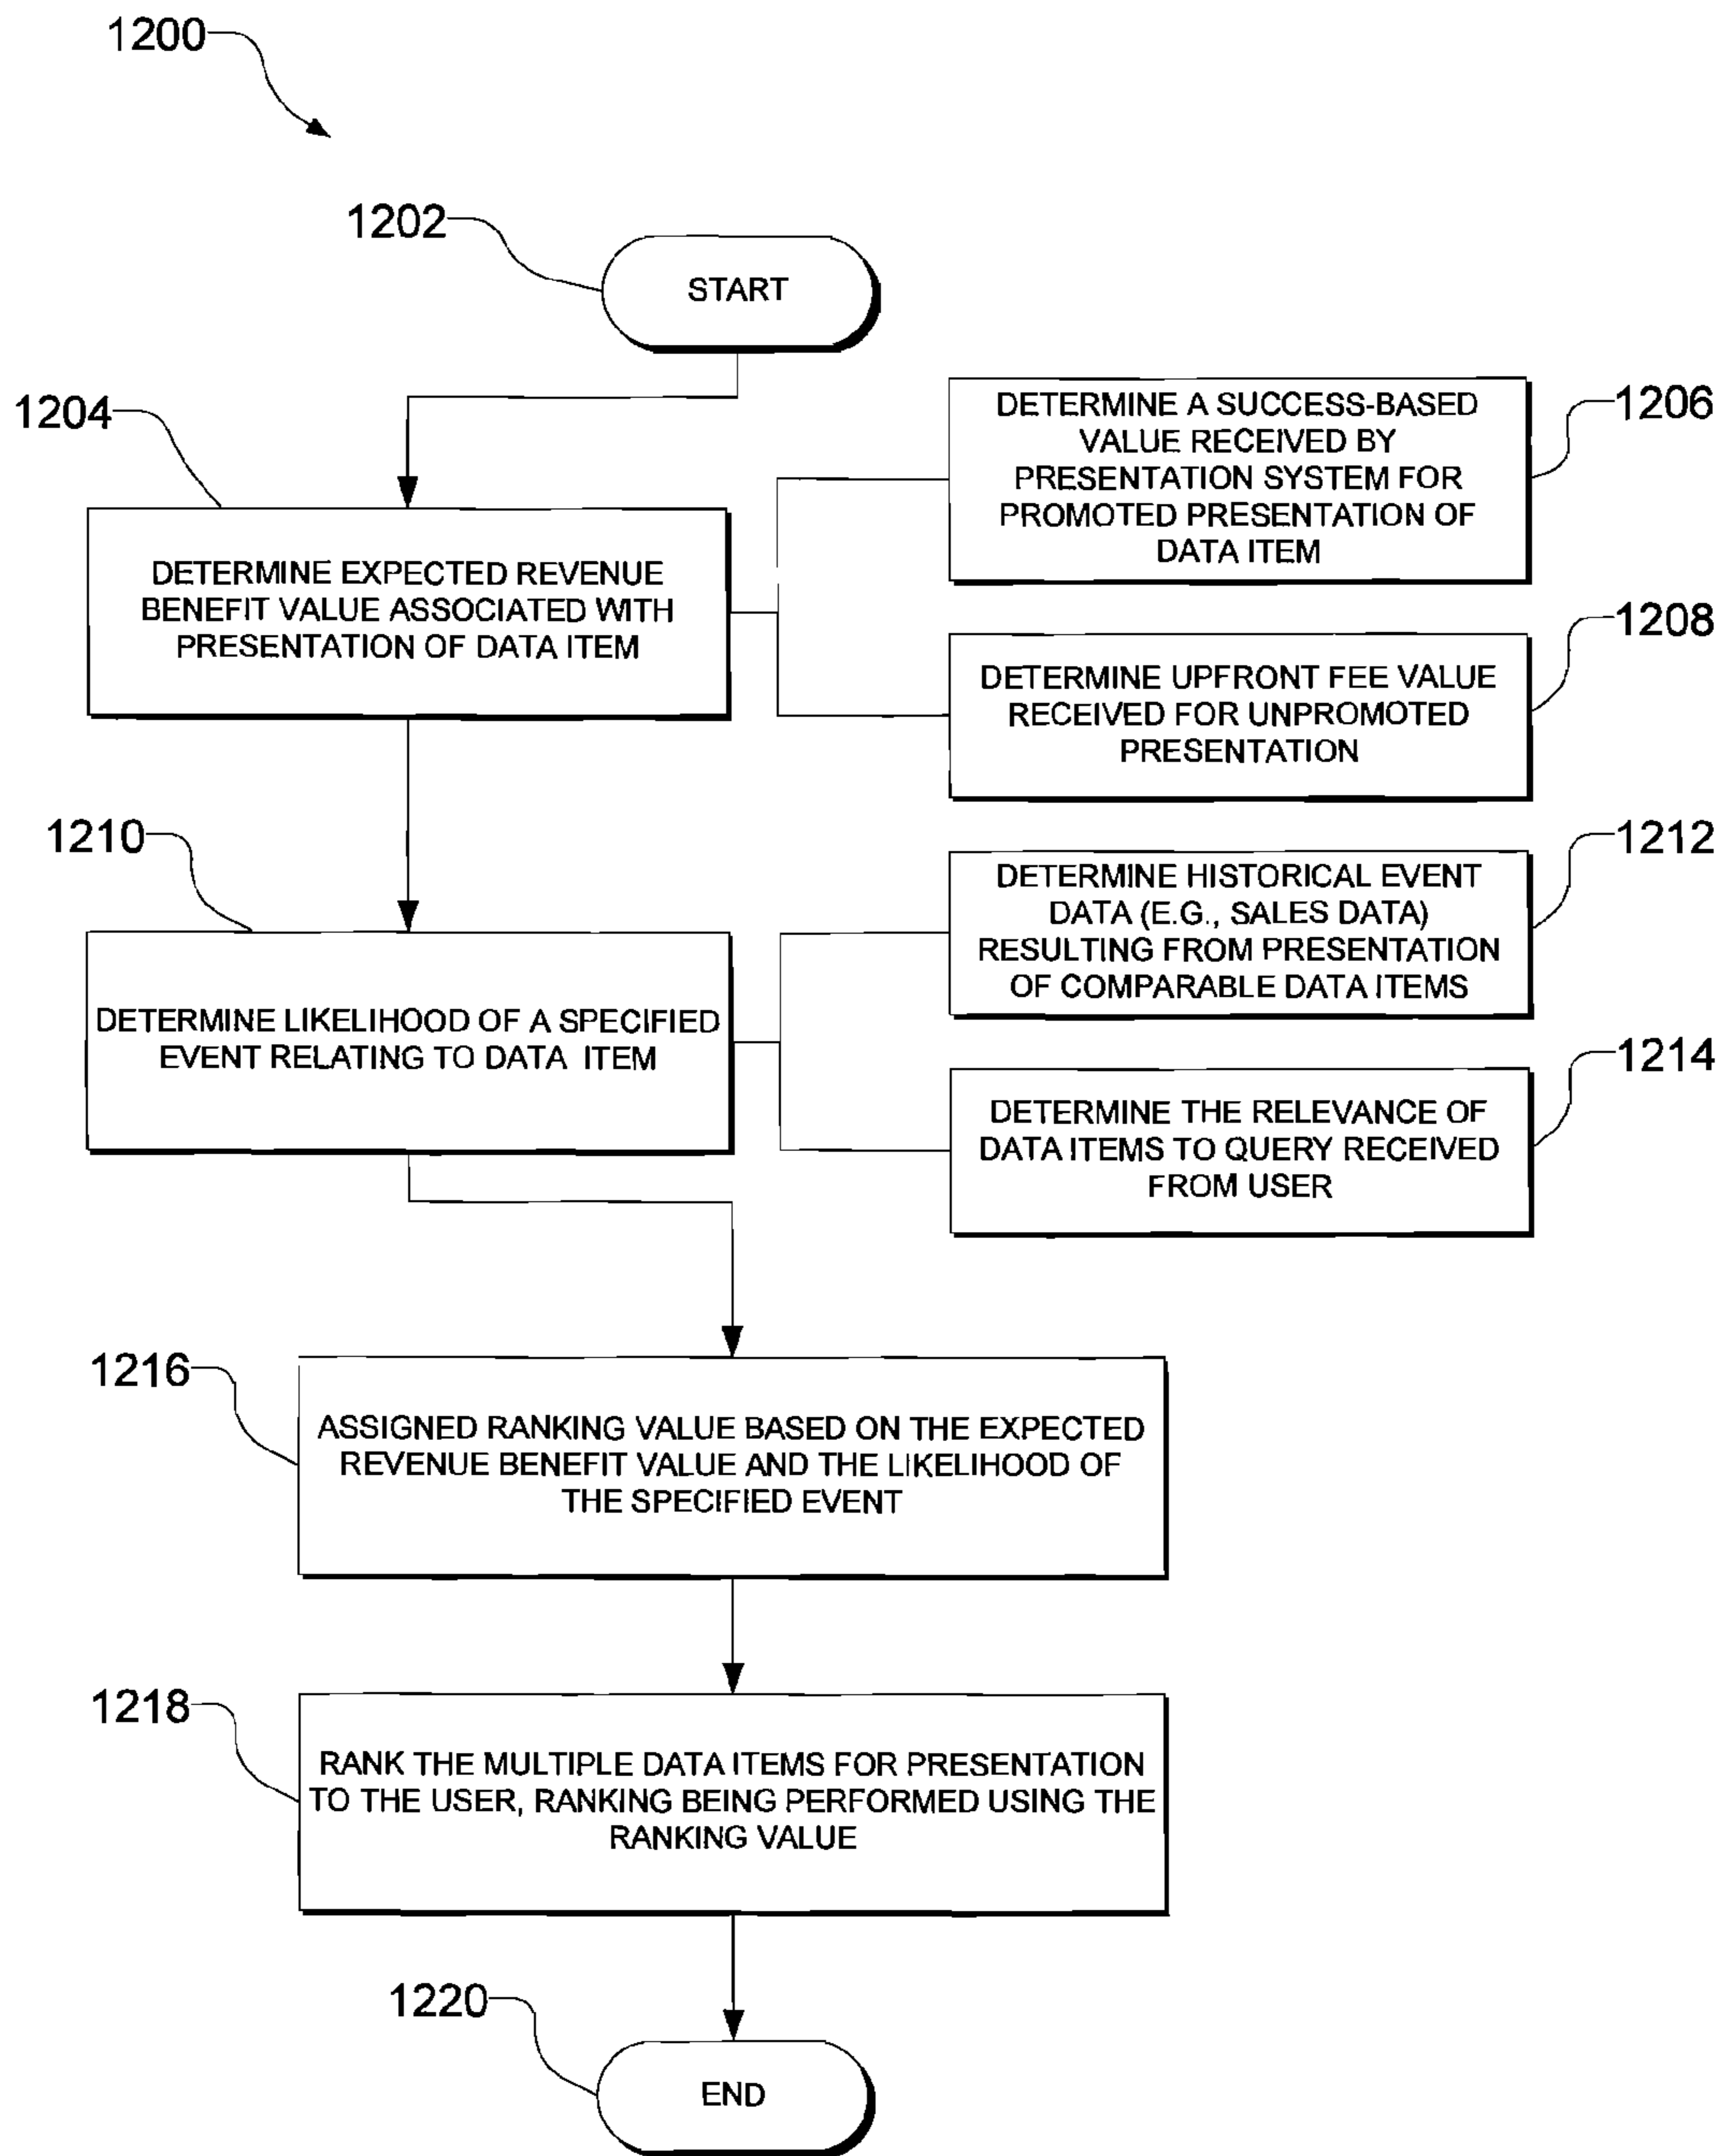 1200
1202
START
1204
DETERMINE EXPECTED REVENUE
BENEFIT VALUE ASSOCIATED WITH
PRESENTATION OF DATA ITEM
DETERMINE A SUCCESS-BASED
VALUE RECEIVED BY
PRESENTATION SYSTEM FOR
PROMOTED PRESENTATION OF
DATA ITEM
1206
DETERMINE UPFRONT FEE VALUE
RECEIVED FOR UNPROMOTED
PRESENTATION
1208
1210
DETERMINE LIKELIHOOD OF A SPECIFIED
EVENT RELATING TO DATA ITEM
DETERMINE HISTORICAL EVENT
DATA (E.G., SALES DATA)
RESULTING FROM PRESENTATION
OF COMPARABLE DATA ITEMS
1212
DETERMINE THE RELEVANCE OF
DATA ITEMS TO QUERY RECEIVED
FROM USER
1214
1216
ASSIGNED RANKING VALUE BASED ON THE EXPECTED
REVENUE BENEFIT VALUE AND THE LIKELIHOOD OF
THE SPECIFIED EVENT
1218
RANK THE MULTIPLE DATA ITEMS FOR PRESENTATION
TO THE USER, RANKING BEING PERFORMED USING THE
RANKING VALUE
1220
END